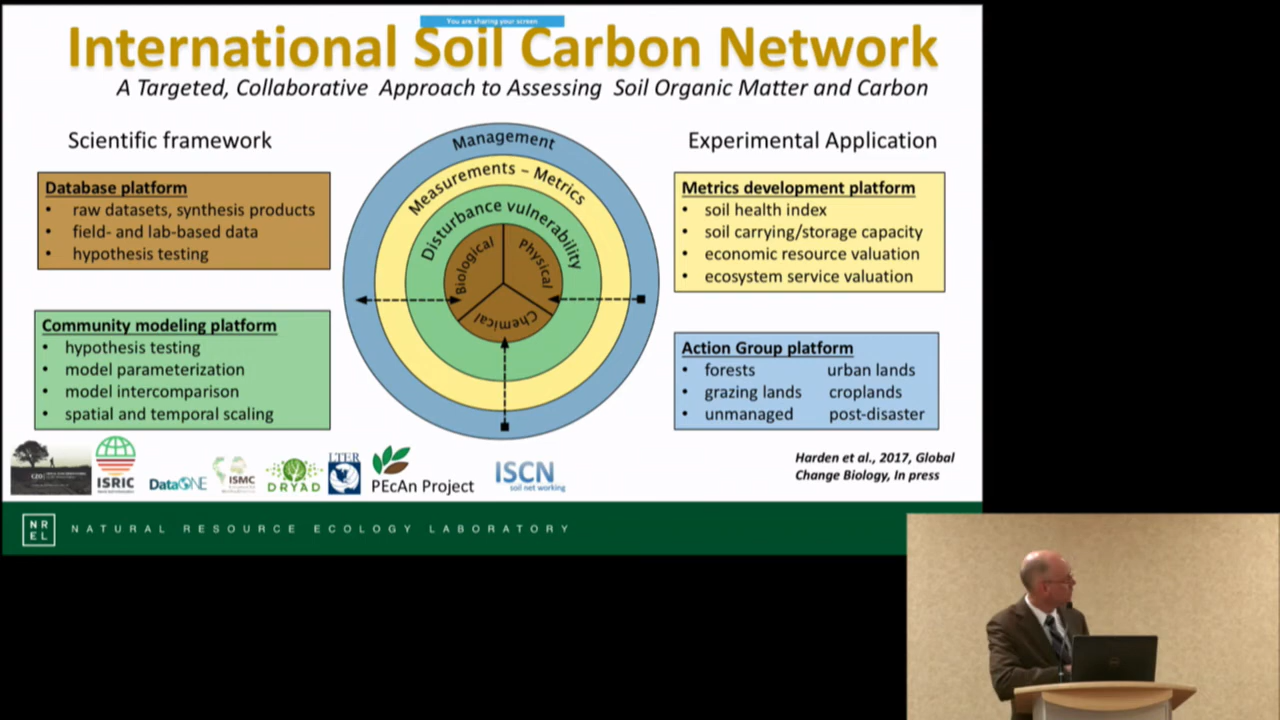 You are sharing your screen
International Soil Carbon Network
A Targeted, Collaborative Approach to Assessing Soil Organic Matter and Carbon
Scientific framework
Database platform
• raw datasets, synthesis products
• field- and lab-based data
• hypothesis testing
Community modeling platform
• hypothesis testing
• model parameterization
• model intercomparison
• spatial and temporal scaling
Management
Measurements – Metrics
Disturbance vulnerability
Biological
Physical
Chemical
Experimental Application
Metrics development platform
• soil health index
• soil carrying/storage capacity
• economic resource valuation
• ecosystem service valuation
Action Group platform
• forests urban lands
• grazing lands croplands
• unmanaged post-disaster
Harden et al., 2017, Global
Change Biology, In press
ISRIC
DataONE
ISMC
DRYAD
LTER
PEcAn Project
ISCN
soil net working
NR
EL
NATURAL RESOURCE ECOLOGY LABORATORY